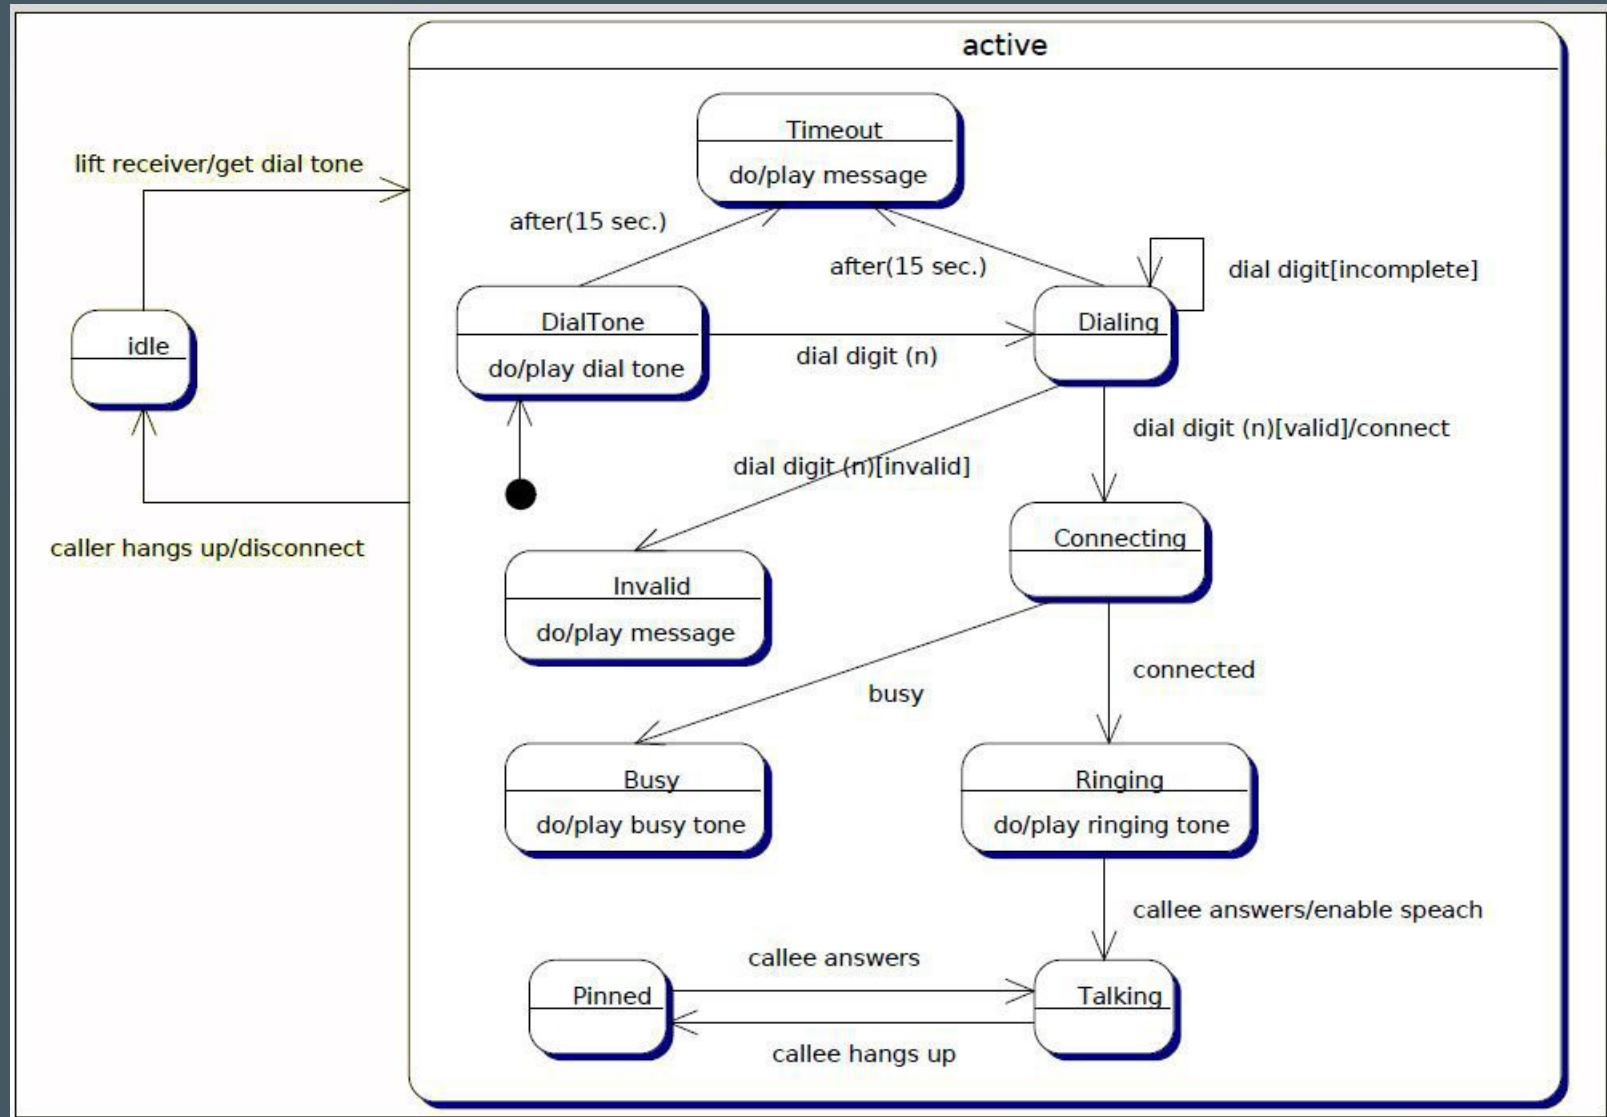 active
Timeout
do/play message
lift receiver/get dial tone
after(15 sec.)
after(15 sec.)
dial digit[incomplete]
DialTone
do/play dial tone
Dialing
dial digit (n)
idle
dial digit (n)[valid]/connect
dial digit (n)[invalid]
caller hangs up/disconnect
Connecting
Invalid
do/play message
connected
busy
Busy
do/play busy tone
Ringing
do/play ringing tone
callee answers/enable speach
callee answers
Pinned
Talking
callee hangs up